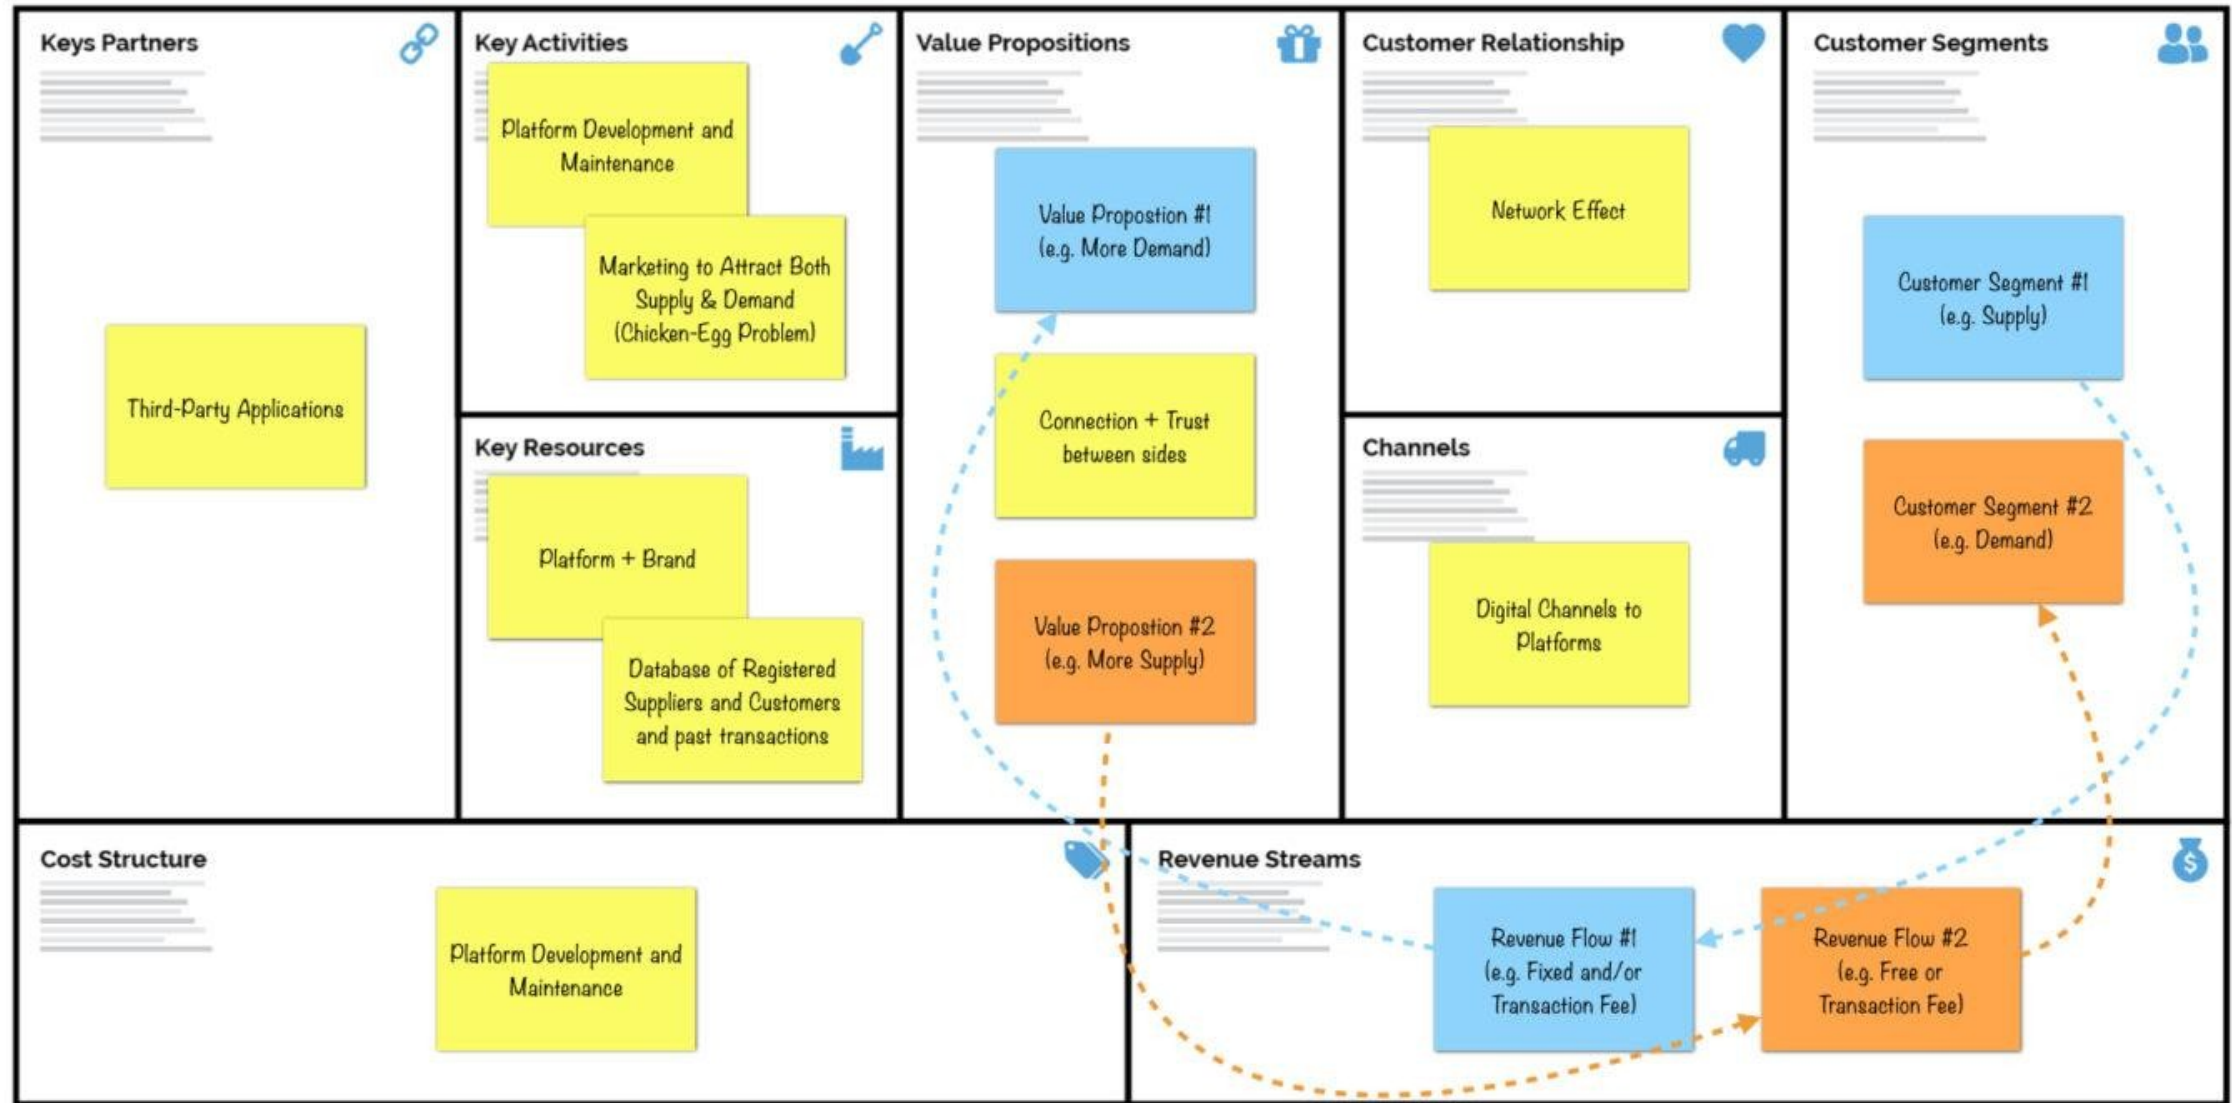 Keys Partners
Third-Party Applications
Key Activities
Platform Development and
Maintenance
Marketing to Attract Both
Supply & Demand
(Chicken-Egg Problem)
Key Resources
Platform + Brand
Database of Registered
Suppliers and Customers
and past transactions
Value Propositions
Value Propostion #1
(e.g. More Demand)
Connection + Trust
between sides
Value Propostion #2
(e.g. More Supply)
Customer Relationship
Network Effect
Channels
Digital Channels to
Platforms
Customer Segments
Customer Segment #1
(e.g. Supply)
Customer Segment #2
(e.g. Demand)
Cost Structure
Platform Development and
Maintenance
Revenue Streams
Revenue Flow #1
(e.g. Fixed and/or
Transaction Fee)
Revenue Flow #2
(e.g. Free or
Transaction Fee)
$